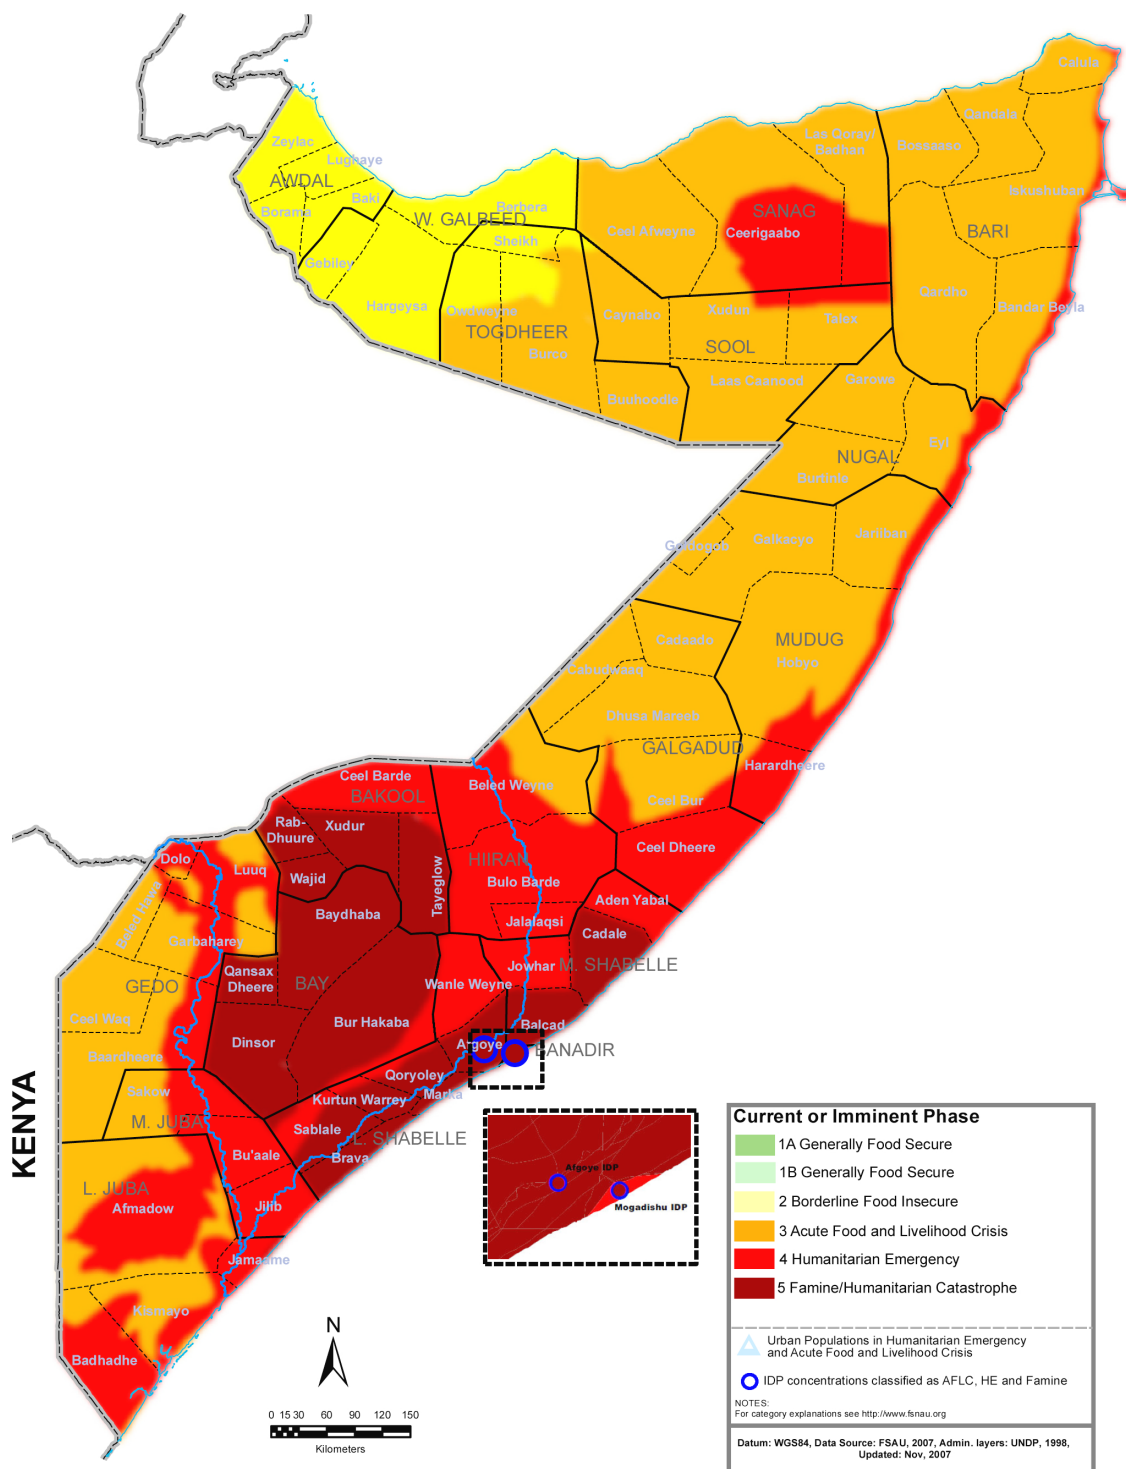 Calula
Qandala
Bossasso
Las Qoray/
Badhan
Iskushuban
BARI
SANAG
Ceerigaabo
Ceel Afwayne
Zeylac
Lughaye
AWDAL
Baki
Borama
W. GALBEED
Berbera
Sheikh
Gebiley
Hargeysa
Owdweyne
TOGDHEER
Burco
Caynabo
Xudun
Talex
SOOL
Qardho
Bandar Beyla
Laas Caanood
Buuhoodle
Garowe
Eyl
NUGAL
Burtinle
Goldogob
Galkacyo
Jariiban
MUDUG
Hobyo
Cadaado
Cabudwaaq
Dhusa Mareeb
GALGADUD
Harardheere
Ceel Bur
Ceel Barde
BAKOOL
Beled Weyne
Rab-
Dhuure
Xudur
Wajid
Tayeglow
HIIRAN
Bulo Barde
Ceel Dheere
Dolo
Luuq
Beled Hawa
Garbaharey
Baydhaba
Jalalaqsi
Aden Yabal
Cadale
Jowhar
M. SHABELLE
Wanle Weyne
Qansax
Dheere
BAY
GEDO
Ceel Waq
Bur Hakaba
Balcad
Dinsor
Afgoye
BANADIR
Baardheere
Qoryoley
Marka
Kurtun Warrey
Sakow
M. JUBA
Sablale
L. SHABELLE
Bu'aale
Brava
KENYA
L. JUBA
Afmadow
Jilib
Jamaame
Kismayo
Badhadhe
Afgoye IDP
Mogadishu IDP
N
0 15 30 60 90 120 150
Kilometers
Current or Imminent Phase
1A Generally Food Secure
1B Generally Food Secure
2 Borderline Food Insecure
3 Acute Food and Livelihood Crisis
4 Humanitarian Emergency
5 Famine/Humanitarian Catastrophe
Urban Populations in Humanitarian Emergency
and Acute Food and Livelihood Crisis
IDP concentrations classified as AFLC, HE and Famine
NOTES:
For category explanations see http://www.fsnau.org
Datum: WGS84, Data Source: FSAU, 2007, Admin. layers: UNDP, 1998,
Updated: Nov, 2007